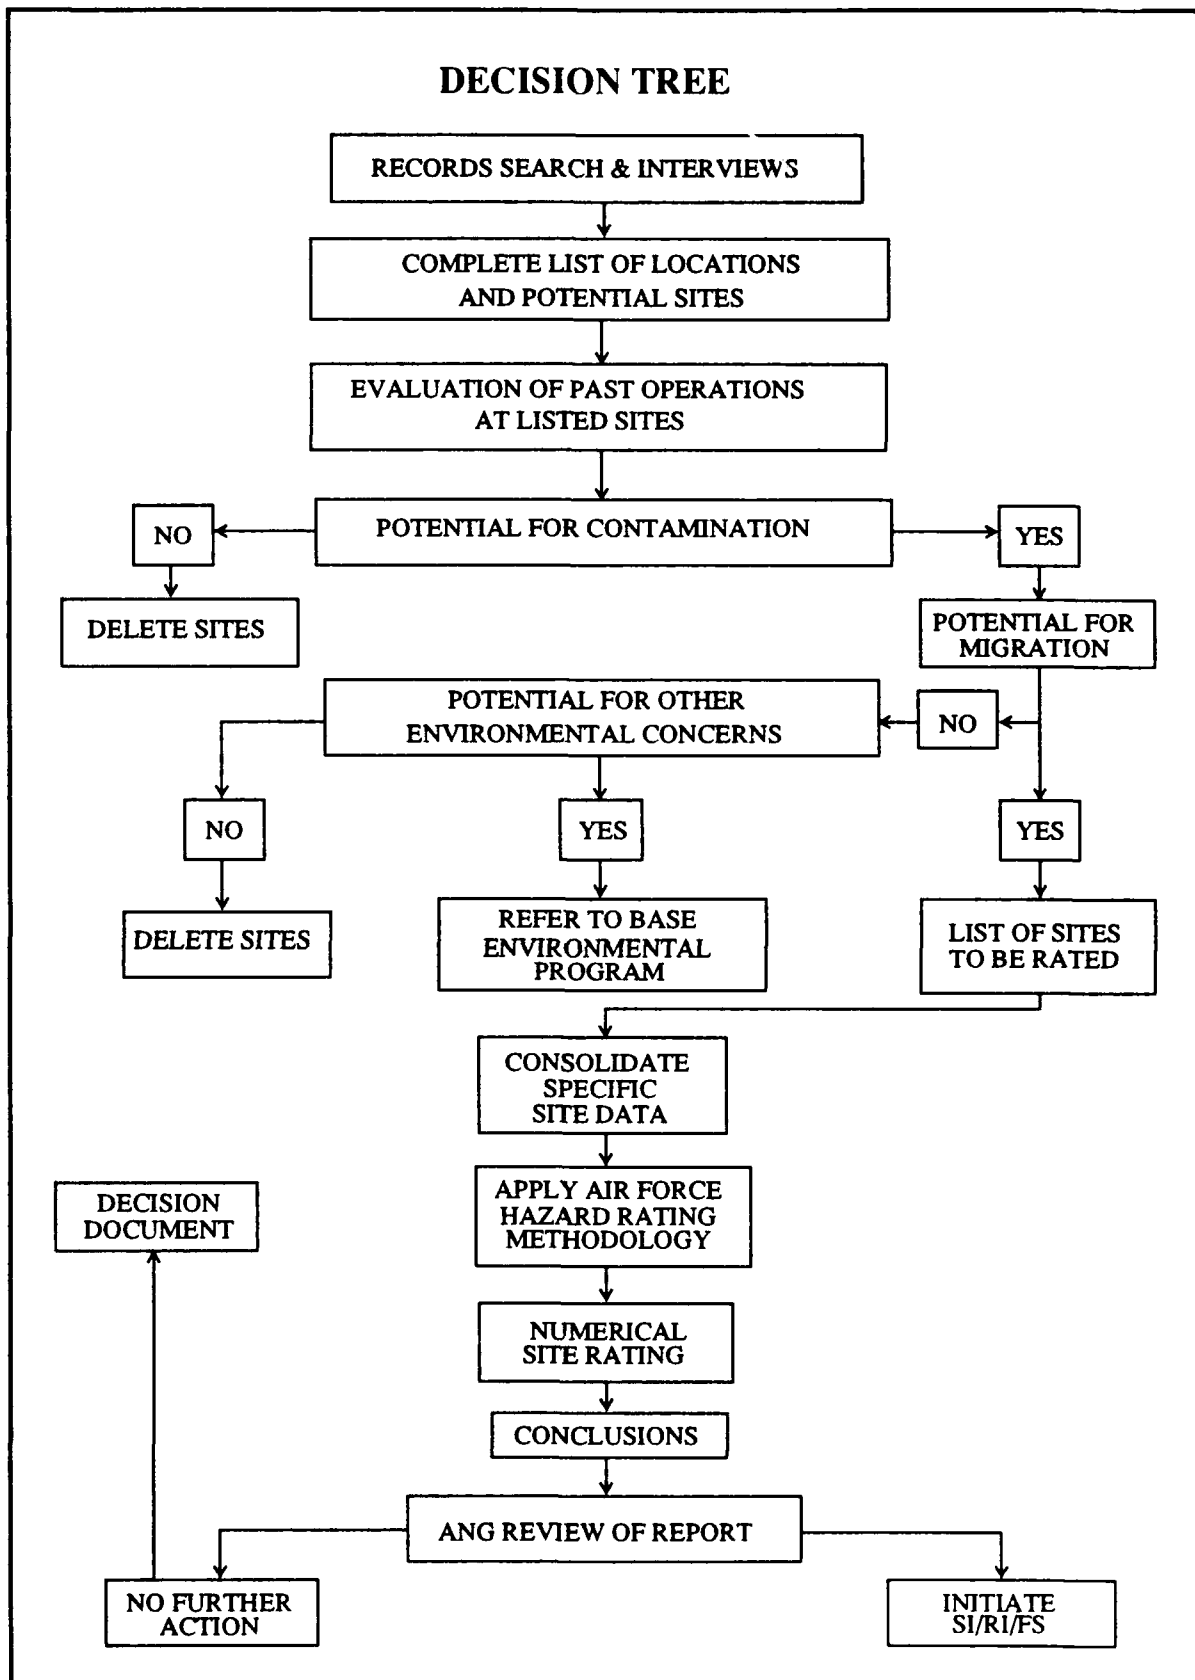 DECISION TREE
RECORDS SEARCH & INTERVIEWS
COMPLETE LIST OF LOCATIONS
AND POTENTIAL SITES
EVALUATION OF PAST OPERATIONS
AT LISTED SITES
NO
POTENTIAL FOR CONTAMINATION
YES
DELETE SITES
POTENTIAL FOR
MIGRATION
POTENTIAL FOR OTHER
ENVIRONMENTAL CONCERNS
NO
NO
YES
YES
DELETE SITES
REFER TO BASE
ENVIRONMENTAL
PROGRAM
LIST OF SITES
TO BE RATED
CONSOLIDATE
SPECIFIC
SITE DATA
APPLY AIR FORCE
HAZARD RATING
METHODOLOGY
DECISION
DOCUMENT
NUMERICAL
SITE RATING
CONCLUSIONS
ANG REVIEW OF REPORT
NO FURTHER
ACTION
INITIATE
SI/RI/FS